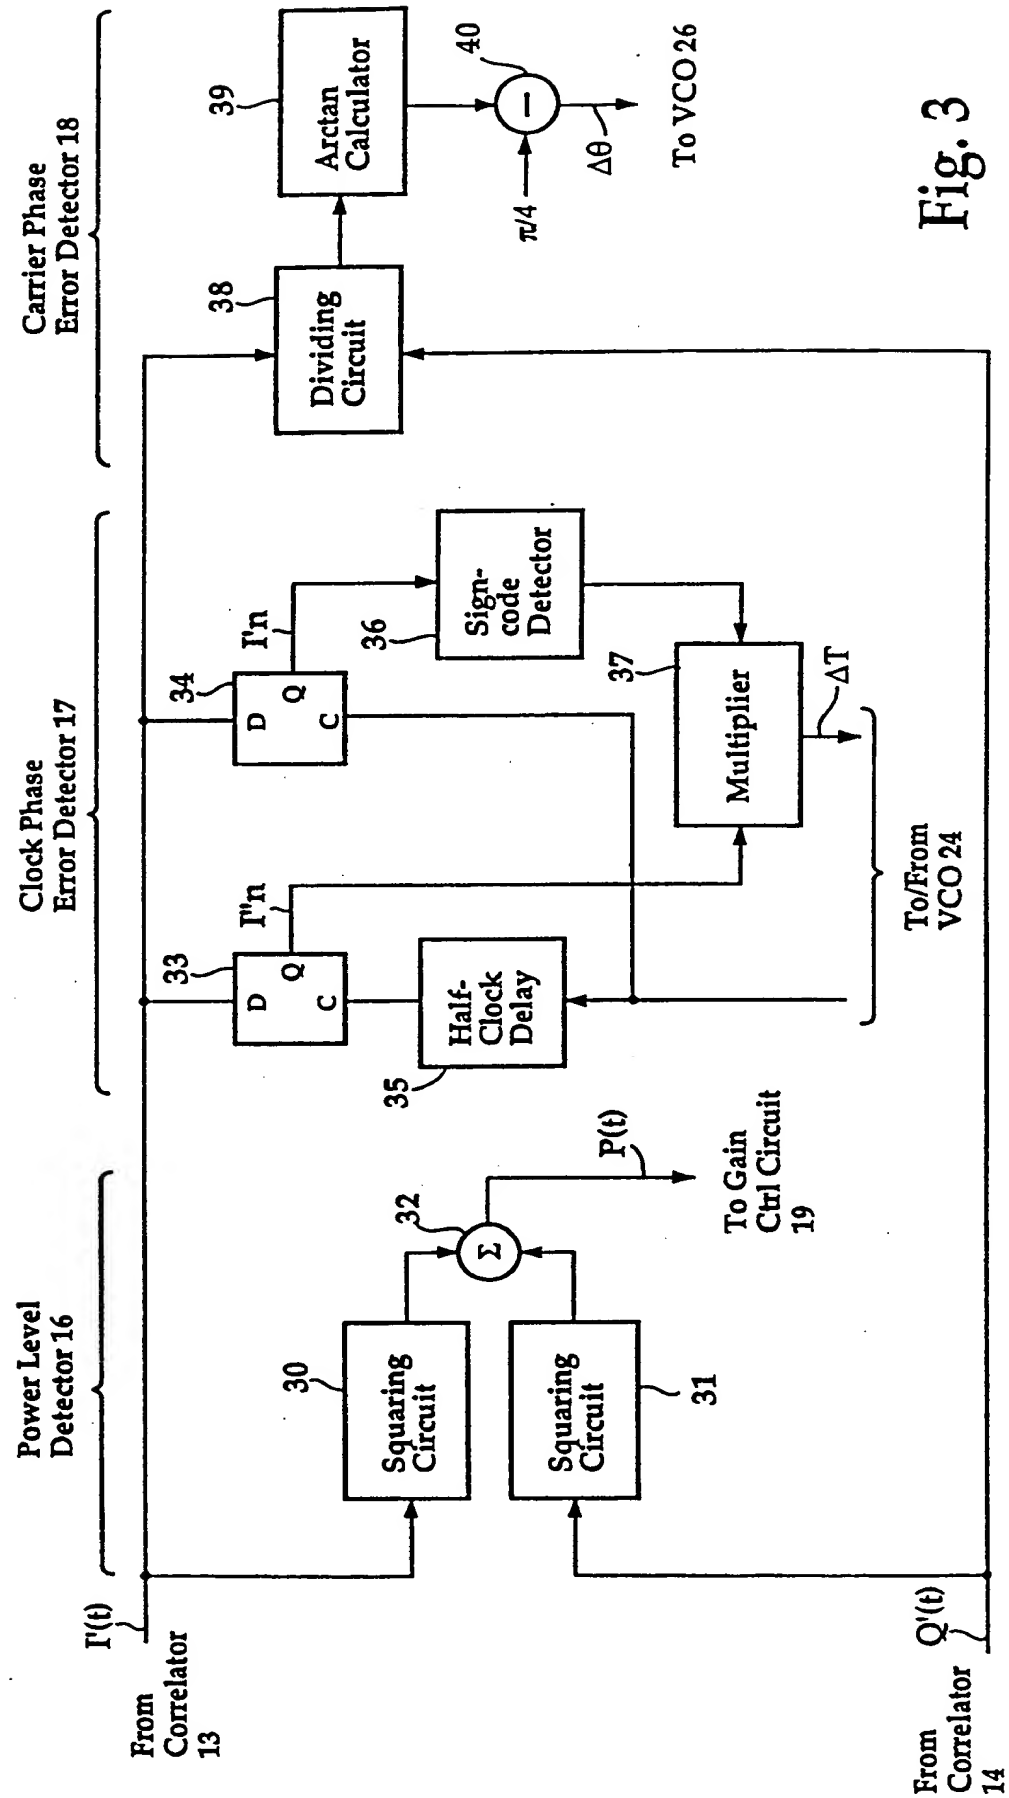 Power Level
Detector 16
Clock Phase
Error Detector 17
Carrier Phase
Error Detector 18
I'(t)
From
Correlator
13
30
Squaring
Circuit
31
Squaring
Circuit
32
Σ
P(t)
To Gain
Ctrl Circuit
19
33
D
Q
C
I"n
35
Half-
Clock
Delay
34
D
Q
C
I'n
36
Sign-
code
Detector
37
Multiplier
ΔT
To/From
VCO 24
38
Dividing
Circuit
39
Arctan
Calculator
40
−
π/4
Δθ
To VCO 26
Q'(t)
From
Correlator
14
Fig. 3